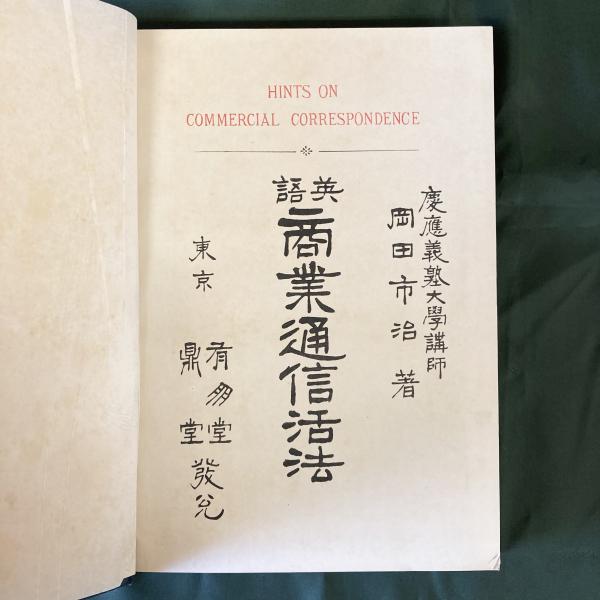 HINTS ON
COMMERCIAL CORRESPONDENCE
慶應義塾大學講師
岡田市治著
英語
商業通信活法
東京
有朋堂
鼎堂
發兌